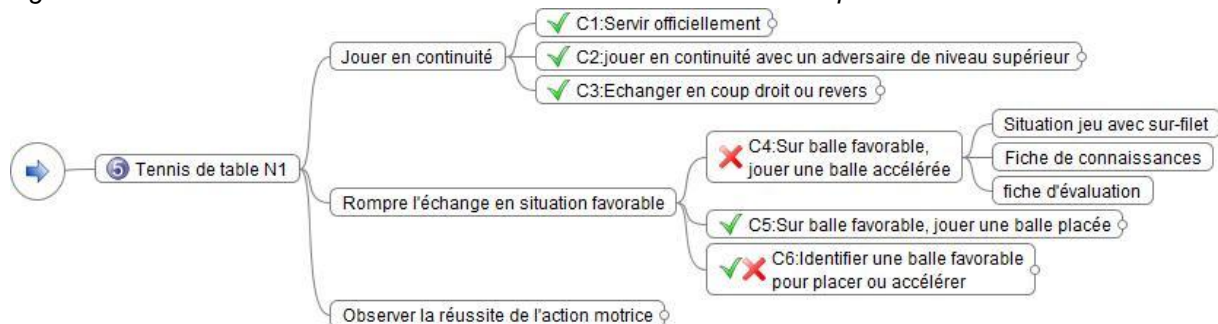 C1:Servir officiellement
Jouer en continuité
C2:jouer en continuité avec un adversaire de niveau supérieur
C3:Echanger en coup droit ou revers
5 Tennis de table N1
Rompre l'échange en situation favorable
C4:Sur balle favorable,
jouer une balle accélérée
Situation jeu avec sur-filet
Fiche de connaissances
fiche d'évaluation
C5:Sur balle favorable, jouer une balle placée
C6:Identifier une balle favorable
pour placer ou accélérer
Observer la réussite de l'action motrice